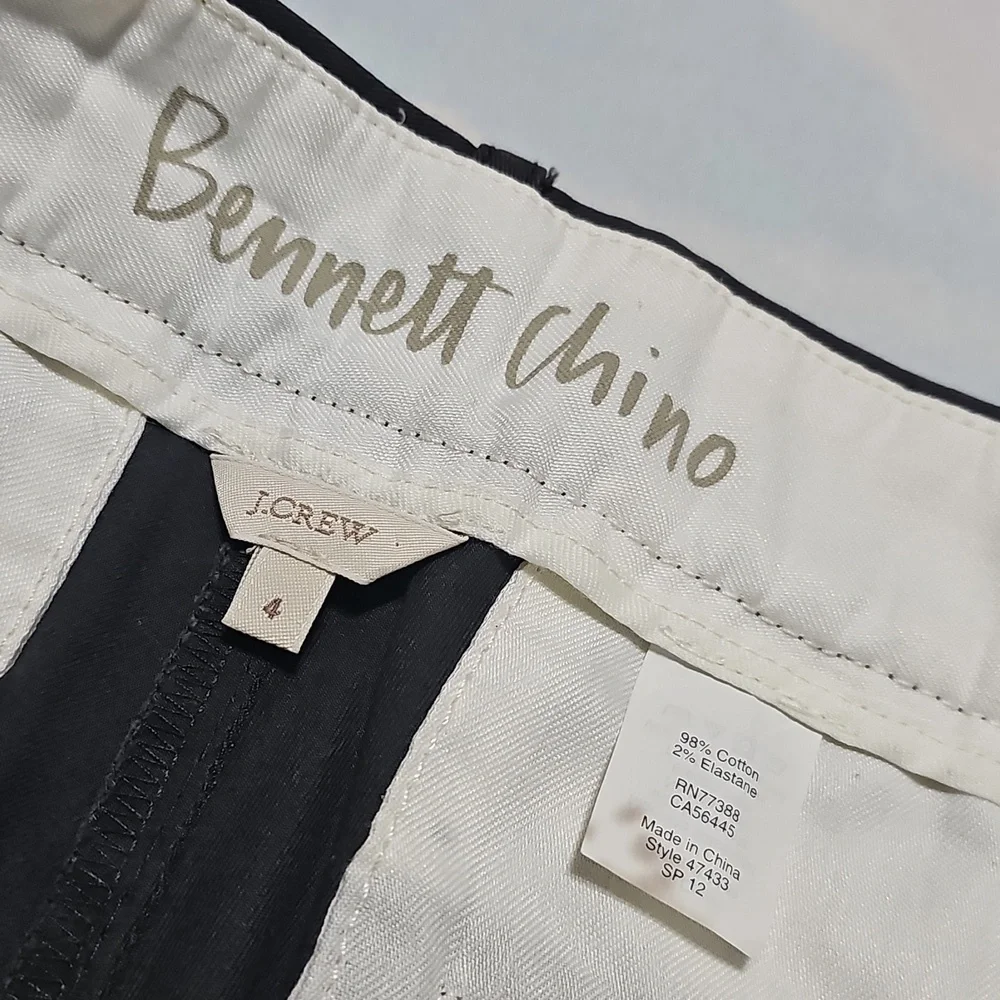 Bennett Chino
J.CREW
4
98% Cotton
2% Elastane
RN77388
CA56445
Made in China
Style 47433
SP 12